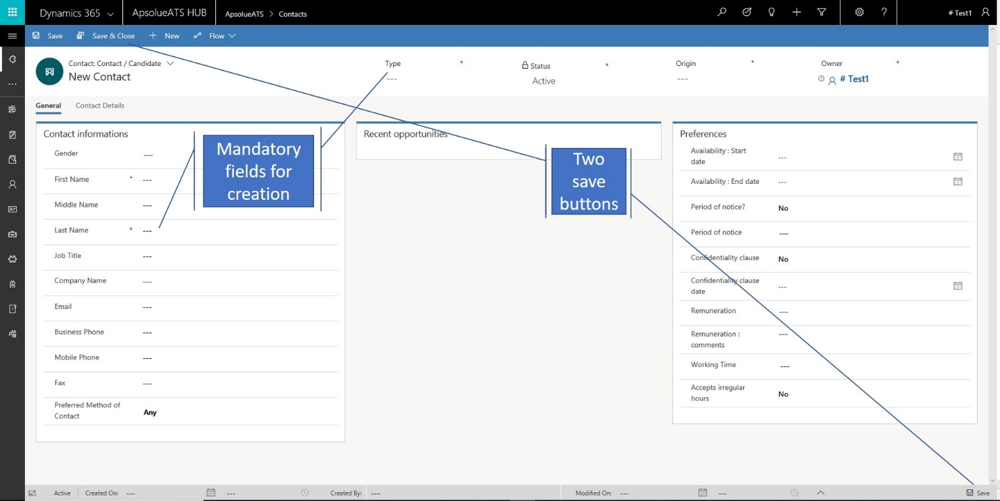 Dynamics 365
ApsolueATS HUB
ApsolueATS > Contacts
# Test1
Save
Save & Close
New
Flow
Contact: Contact / Candidate
New Contact
Type *
---
Status *
Active
Origin
---
Owner *
# Test1
General
Contact Details
Contact informations
Gender ---
First Name ---
Middle Name ---
Last Name * ---
Job Title ---
Company Name ---
Email ---
Business Phone ---
Mobile Phone ---
Fax ---
Preferred Method of
Contact
Any
Mandatory
fields for
creation
Recent opportunities
Two
save
buttons
Preferences
Availability : Start
date
---
Availability : End date ---
Period of notice? No
Period of notice ---
Confidentiality clause No
Confidentiality clause
date
---
Remuneration ---
Remuneration :
comments
---
Working Time ---
Accepts irregular
hours
No
Active
Created On: --- ---
Created By: ---
Modified On: --- ---
Save